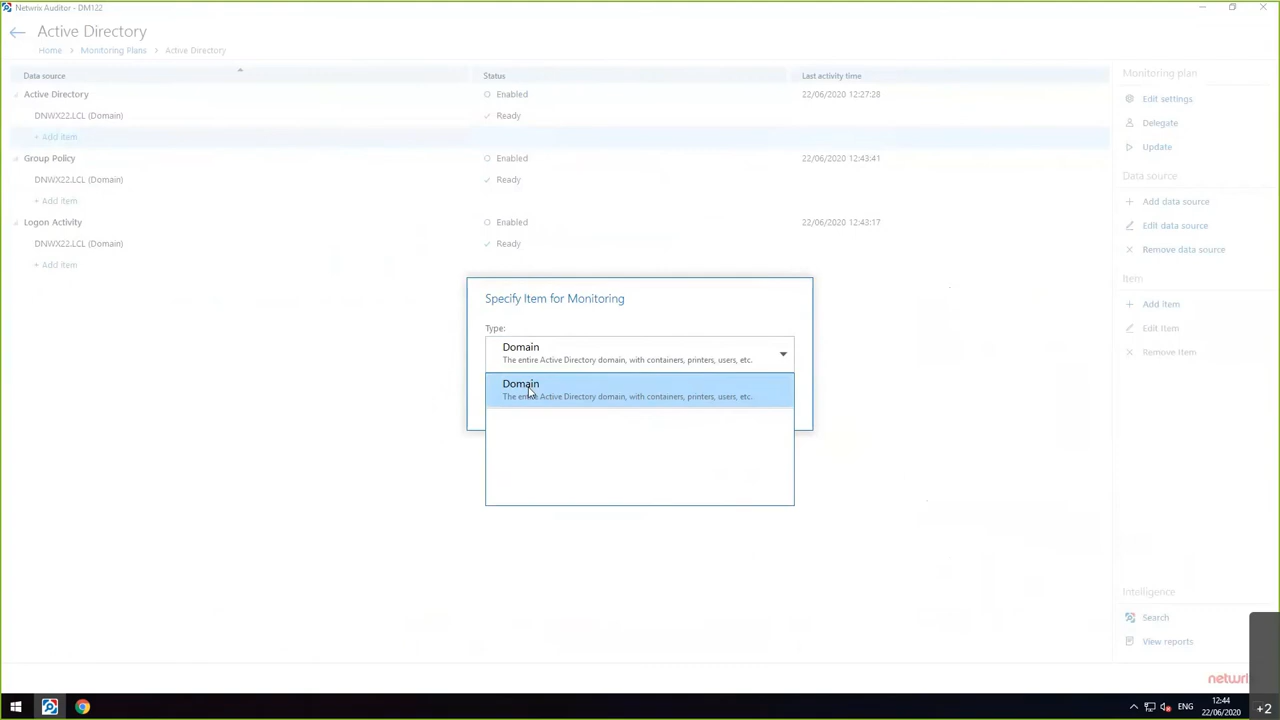 Netwrix Auditor - DM122
Active Directory
Home > Monitoring Plans > Active Directory
Data source Status Last activity time
Active Directory Enabled 22/06/2020 12:27:28
DNWX22.LCL (Domain) Ready
+ Add item
Group Policy Enabled 22/06/2020 12:43:41
DNWX22.LCL (Domain) Ready
+ Add item
Logon Activity Enabled 22/06/2020 12:43:17
DNWX22.LCL (Domain) Ready
+ Add item
Specify Item for Monitoring
Type:
Domain
The entire Active Directory domain, with containers, printers, users, etc.
Domain
The entire Active Directory domain, with containers, printers, users, etc.
Monitoring plan
Edit settings
Delegate
Update
Data source
Add data source
Edit data source
Remove data source
Item
Add item
Edit item
Remove item
Intelligence
Search
View reports
netwri
ENG
12:44
22/06/2020
+2